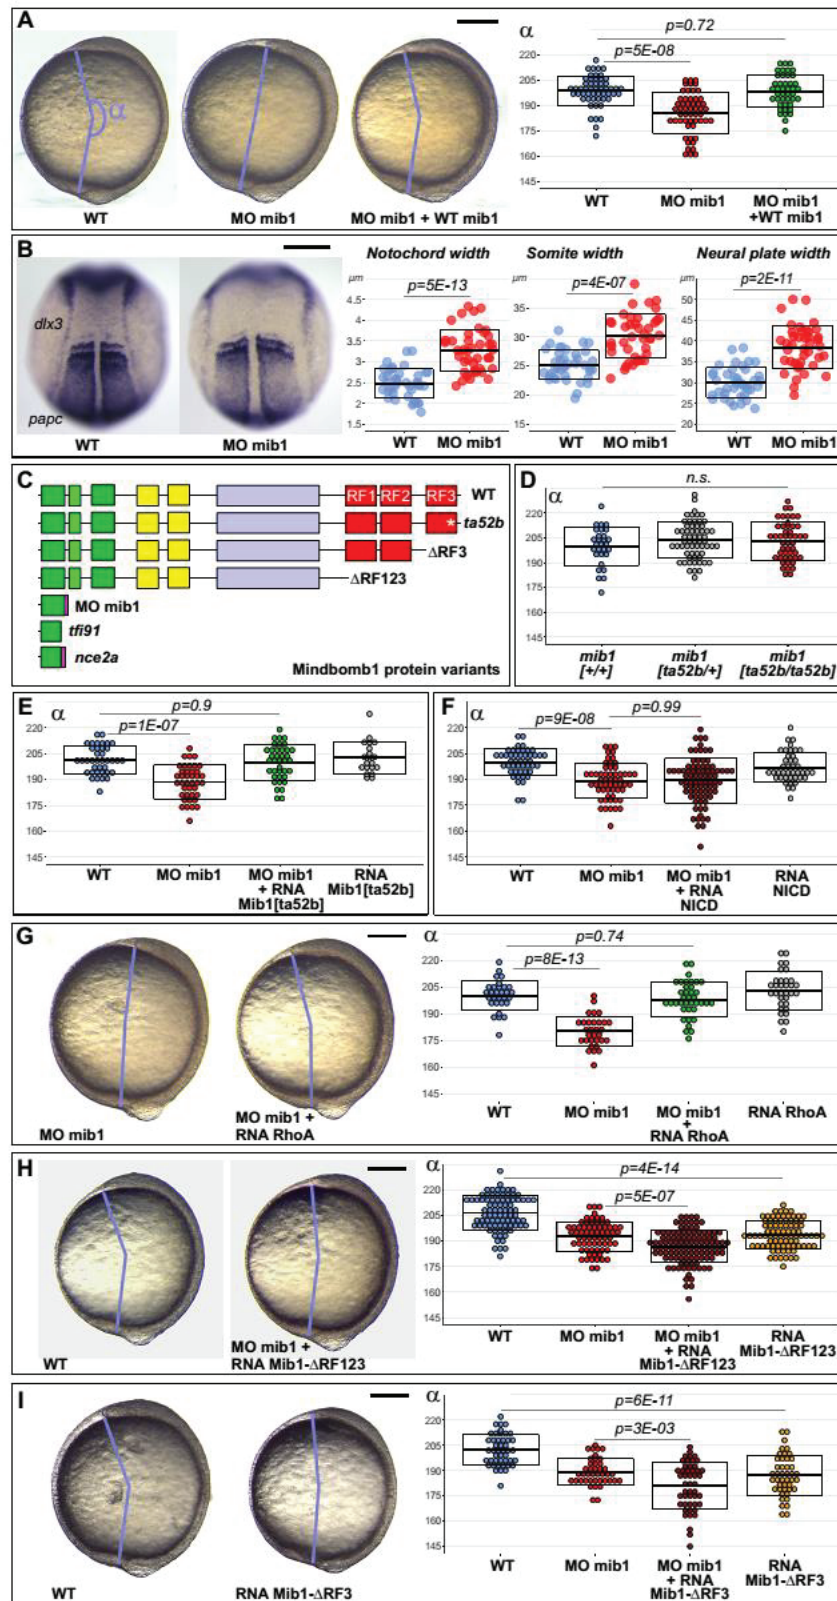 A
α
WT
MO mib1
MO mib1 + WT mib1
α
p=0.72
p=5E-08
220
205
190
175
160
145
WT
MO mib1
MO mib1
+WT mib1
B
dlx3
papc
WT
MO mib1
Notochord width
µm
p=5E-13
4.5
4
3.5
3
2.5
2
1.5
1
WT
MO mib1
Somite width
µm
p=4E-07
35
30
25
20
15
WT
MO mib1
Neural plate width
µm
p=2E-11
50
45
40
35
30
25
20
WT
MO mib1
C
RF1
RF2
RF3
WT
*
ta52b
ΔRF3
ΔRF123
MO mib1
tfi91
nce2a
Mindbomb1 protein variants
D
α
n.s.
220
205
190
175
160
145
mib1
[+/+]
mib1
[ta52b/+]
mib1
[ta52b/ta52b]
E
α
p=0.9
p=1E-07
220
205
190
175
160
145
WT
MO mib1
MO mib1
+ RNA
Mib1[ta52b]
RNA
Mib1[ta52b]
F
α
p=0.99
p=9E-08
220
205
190
175
160
145
WT
MO mib1
MO mib1
+ RNA
NICD
RNA
NICD
G
MO mib1
MO mib1 +
RNA RhoA
α
p=0.74
p=8E-13
220
205
190
175
160
145
WT
MO mib1
MO mib1
+
RNA RhoA
RNA RhoA
H
WT
MO mib1 +
RNA Mib1-ΔRF123
α
p=4E-14
p=5E-07
220
205
190
175
160
145
WT
MO mib1
MO mib1
+ RNA
Mib1-ΔRF123
RNA
Mib1-ΔRF123
I
WT
RNA Mib1-ΔRF3
α
p=6E-11
p=3E-03
220
205
190
175
160
145
WT
MO mib1
MO mib1
+ RNA
Mib1-ΔRF3
RNA
Mib1-ΔRF3